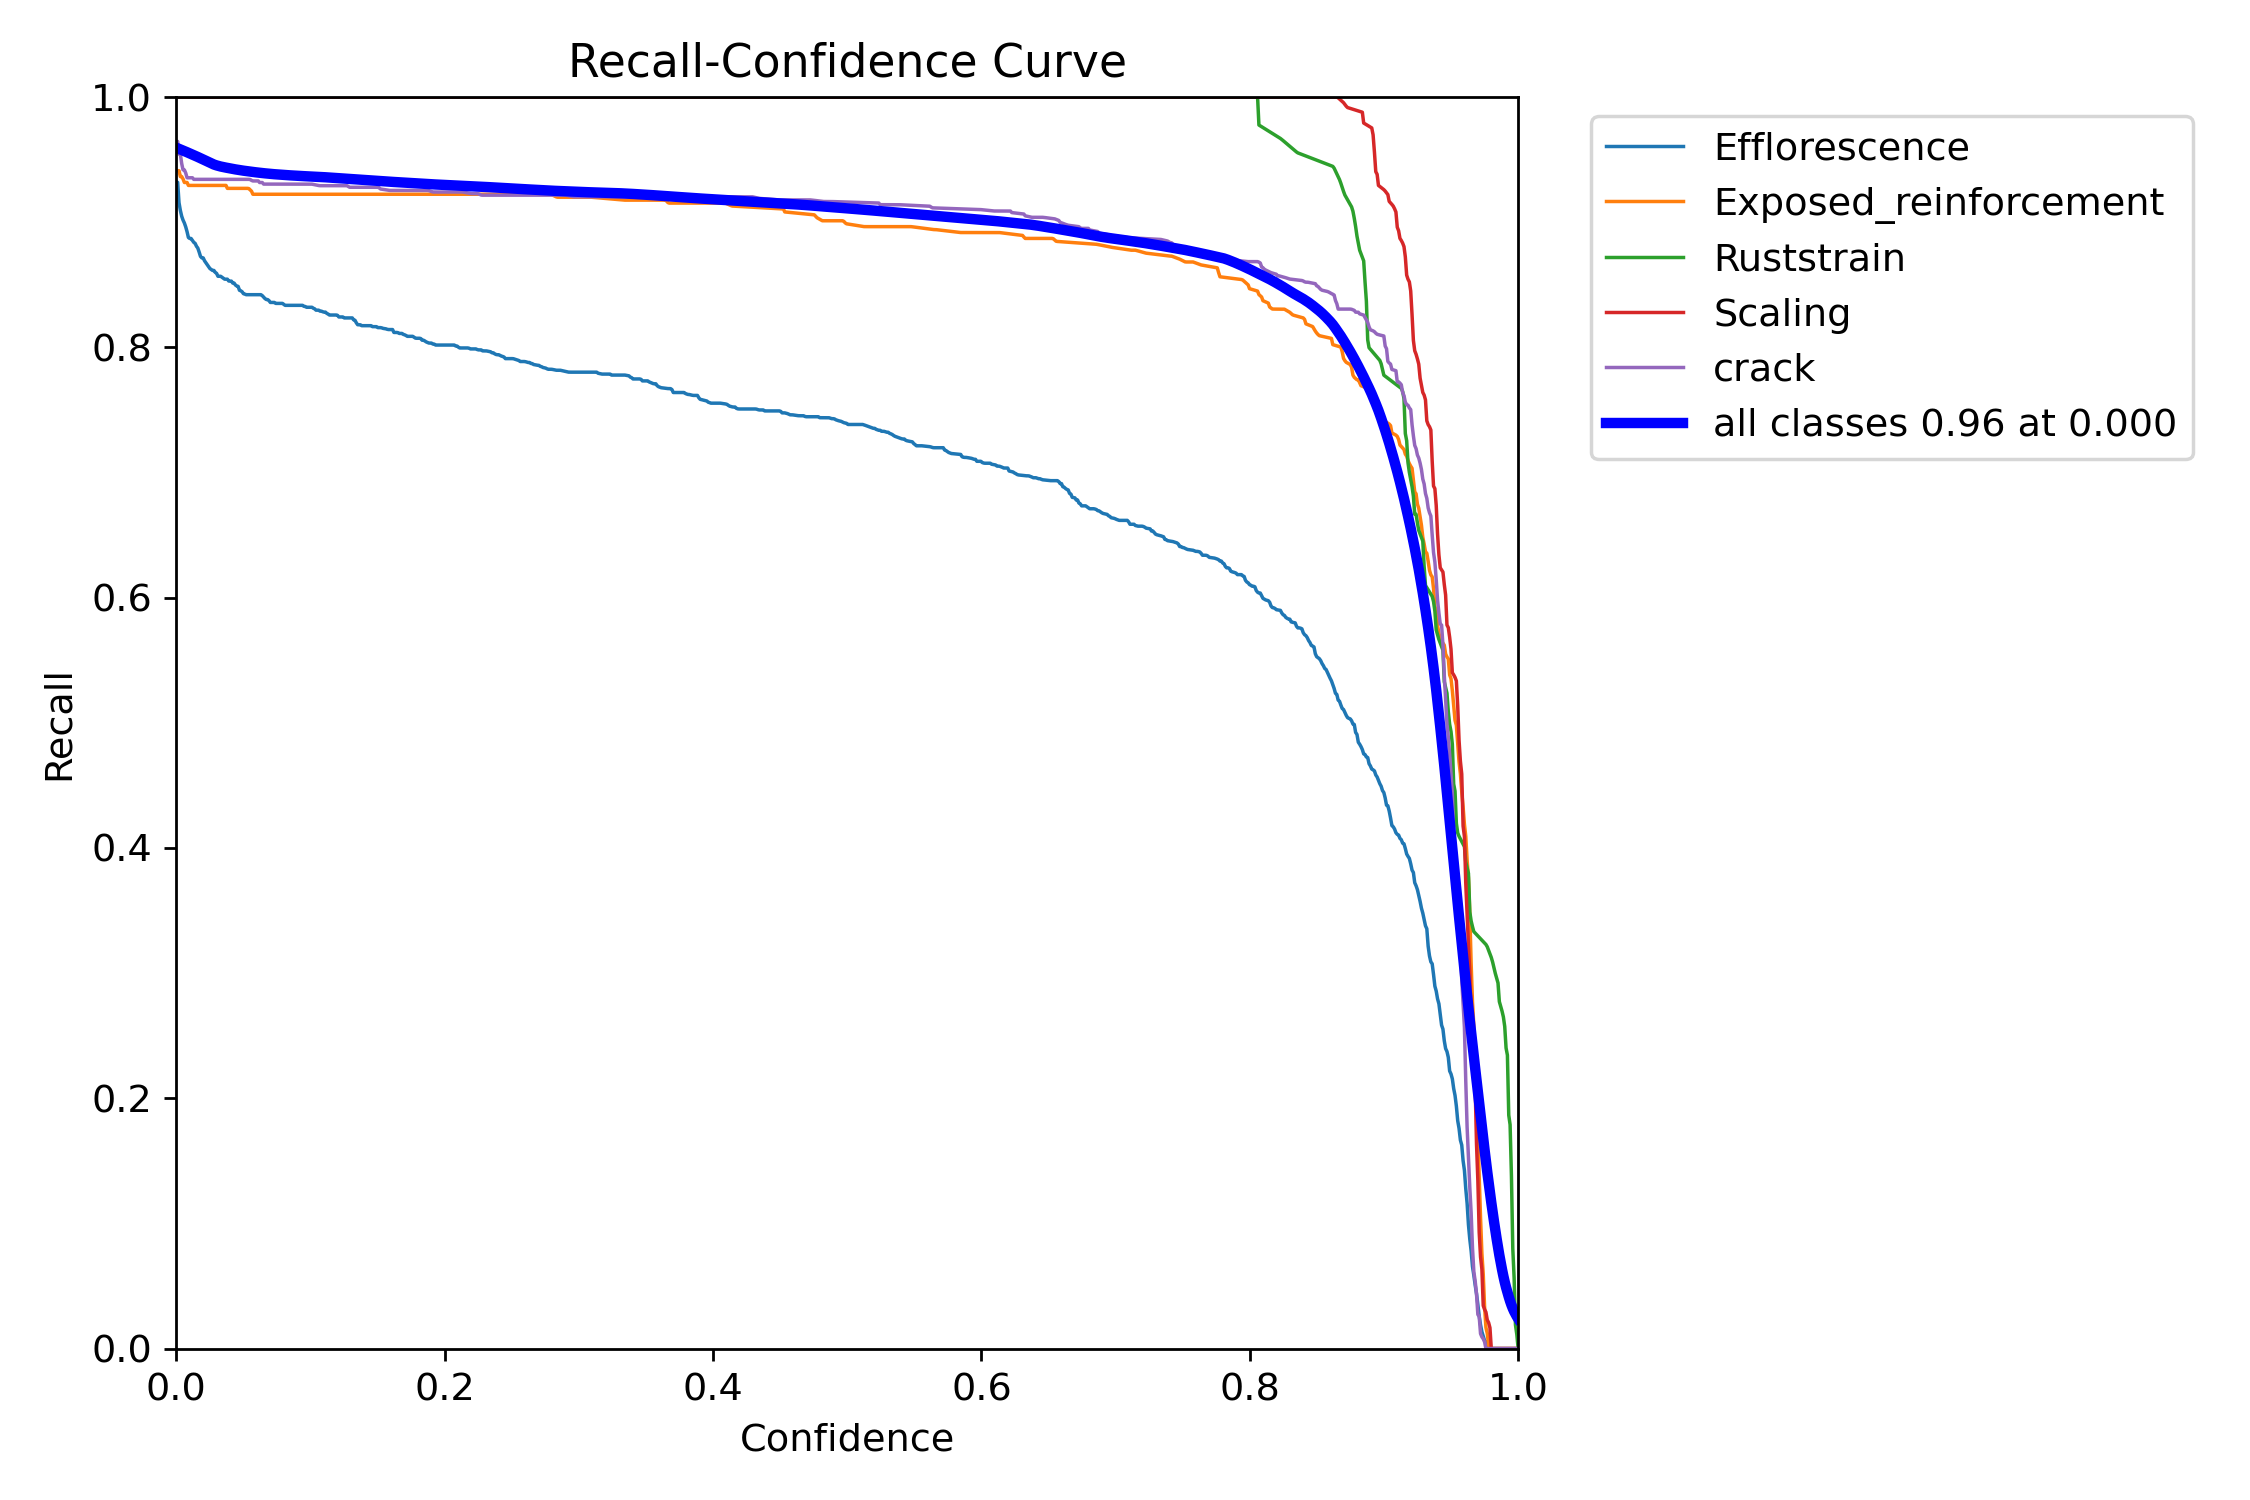 Recall-Confidence Curve
1.0
0.8
0.6
0.4
0.2
0.0
Recall
0.0 0.2 0.4 0.6 0.8 1.0
Confidence
Efflorescence
Exposed_reinforcement
Ruststrain
Scaling
crack
all classes 0.96 at 0.000